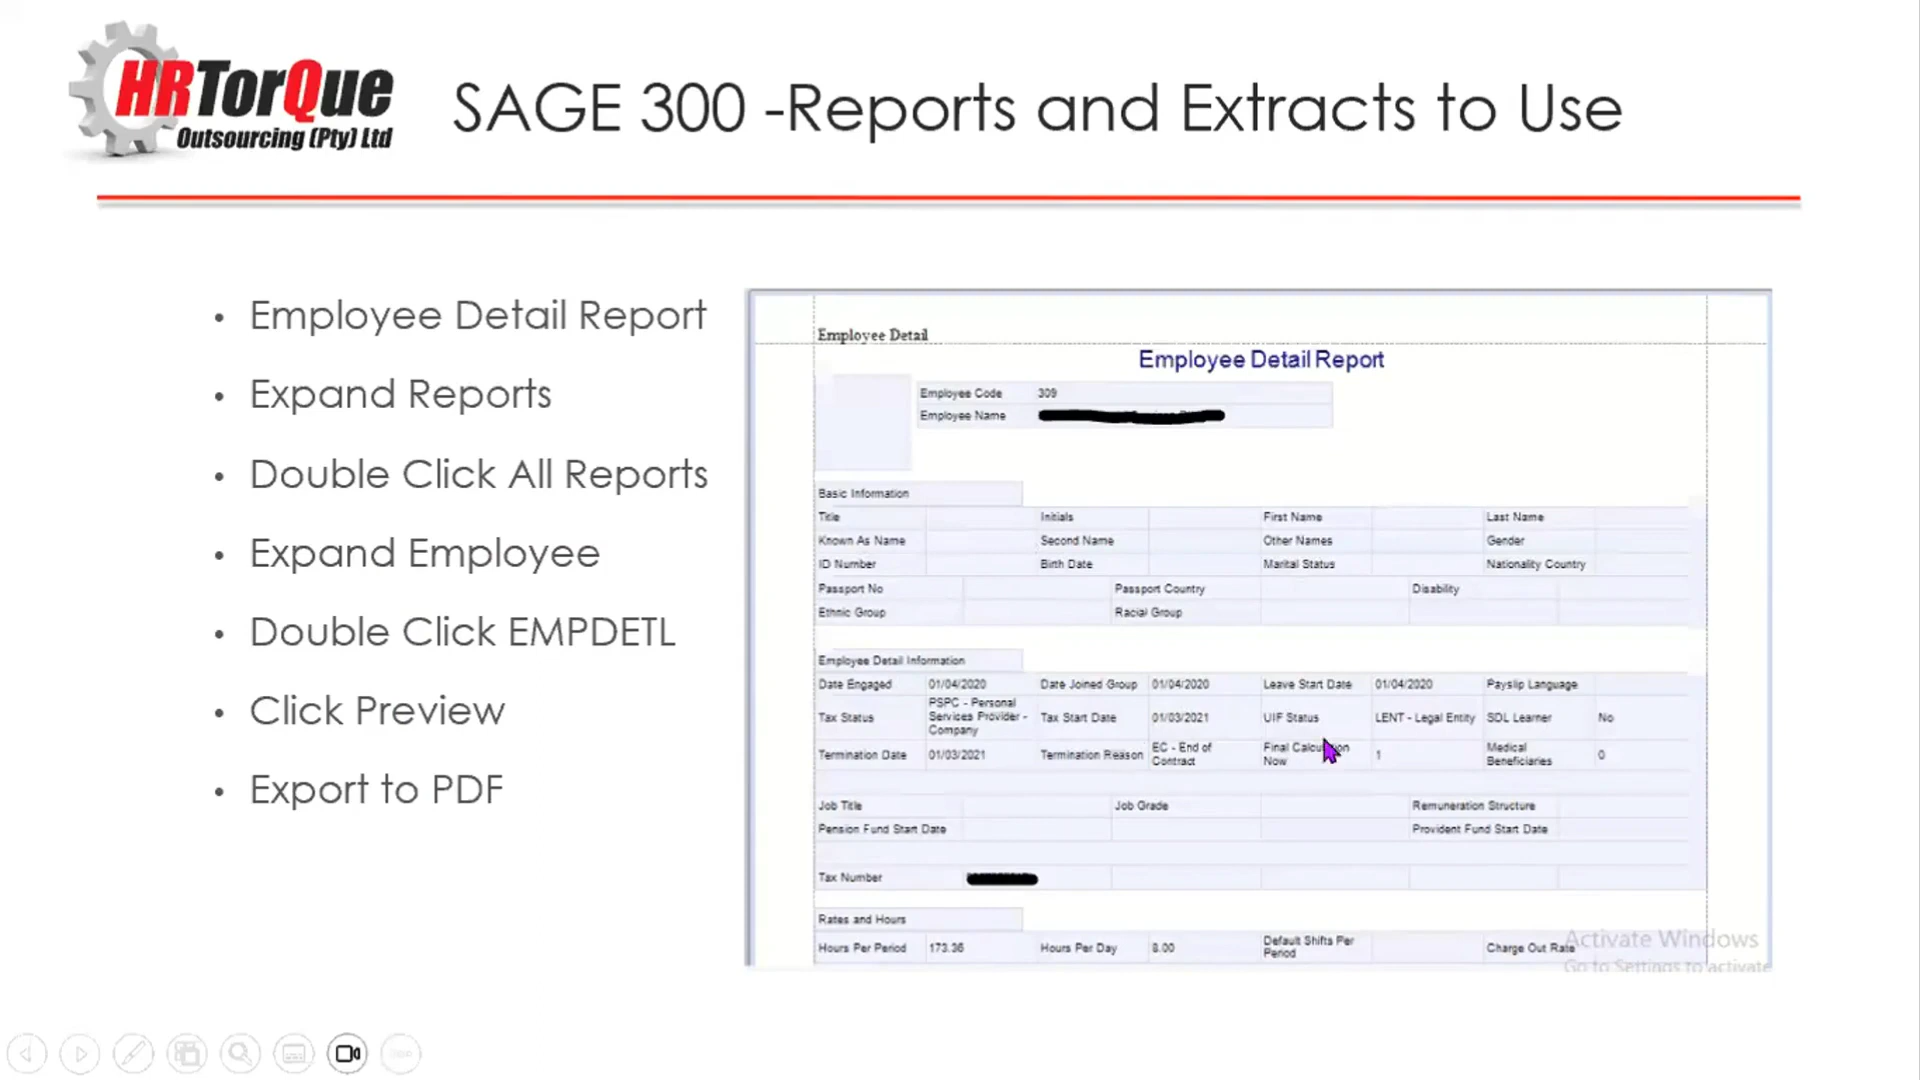 HRTorQue
Outsourcing (Pty) Ltd
SAGE 300 -Reports and Extracts to Use
• Employee Detail Report
• Expand Reports
• Double Click All Reports
• Expand Employee
• Double Click EMPDETL
• Click Preview
• Export to PDF
Employee Detail
Employee Detail Report
Employee Code 309
Employee Name
Basic Information
Title Initials First Name Last Name
Known As Name Second Name Other Names Gender
ID Number Birth Date Marital Status Nationality Country
Passport No Passport Country Disability
Ethnic Group Racial Group
Employee Detail Information
Date Engaged 01/04/2020 Date Joined Group 01/04/2020 Leave Start Date 01/04/2020 Payslip Language
Tax Status PSPC - Personal Services Provider - Company Tax Start Date 01/03/2021 UIF Status LENT - Legal Entity SDL Learner No
Termination Date 01/03/2021 Termination Reason EC - End of Contract Final Calculation Now 1 Medical Beneficiaries 0
Job Title Job Grade Remuneration Structure
Pension Fund Start Date Provident Fund Start Date
Tax Number
Rates and Hours
Hours Per Period 173.36 Hours Per Day 8.00 Default Shifts Per Period Charge Out Rate
Activate Windows
Go to Settings to activate